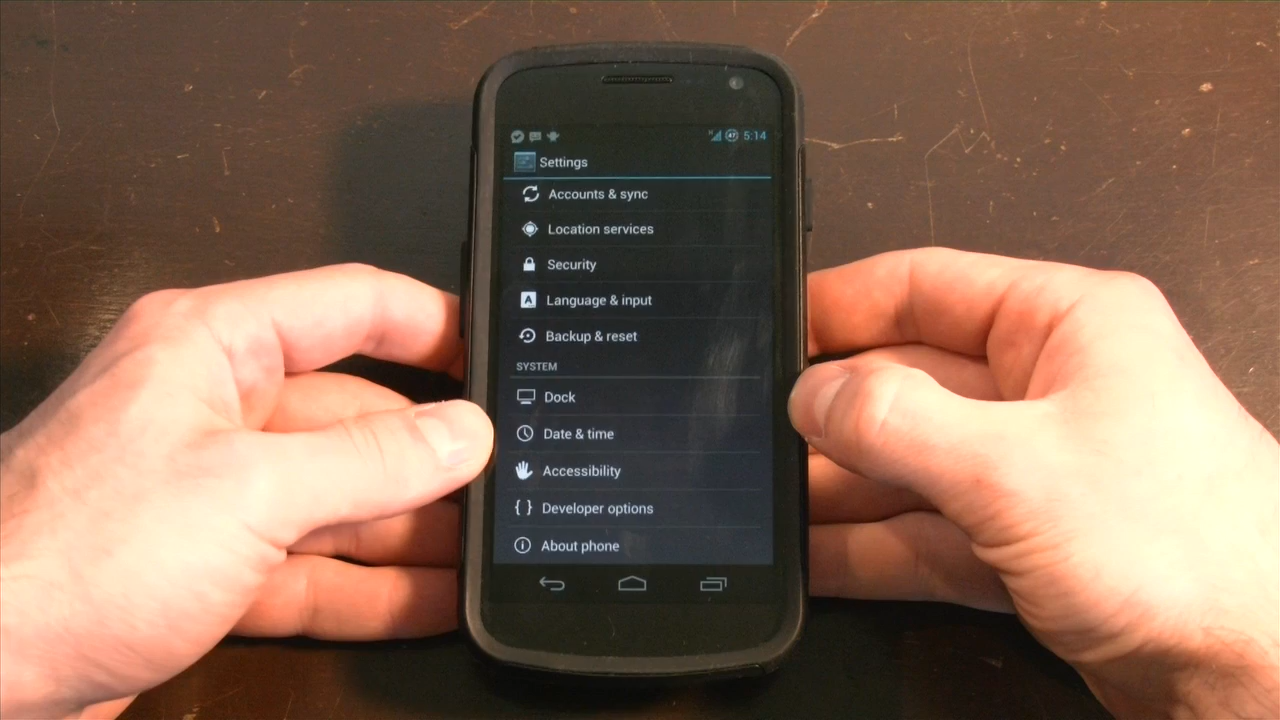 5:14
Settings
Accounts & sync
Location services
Security
Language & input
Backup & reset
SYSTEM
Dock
Date & time
Accessibility
Developer options
About phone